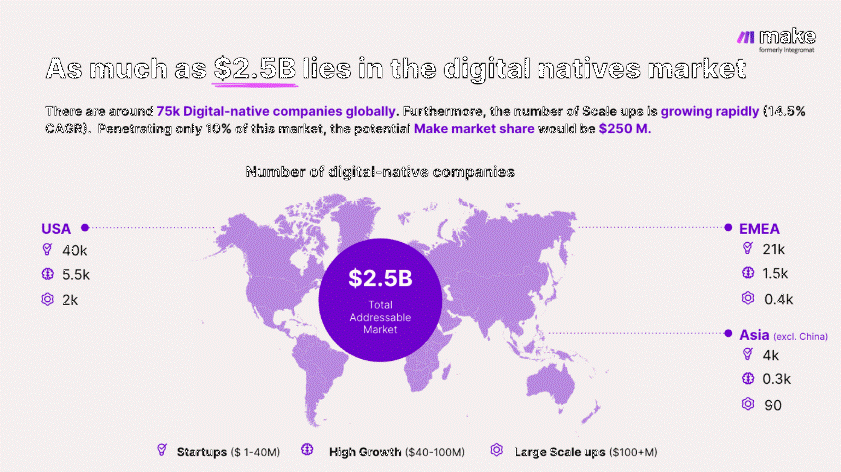 make
formerly Integromat
As much as $2.5B lies in the digital natives market
There are around 75k Digital-native companies globally. Furthermore, the number of Scale ups is growing rapidly (14.5%
CAGR). Penetrating only 10% of this market, the potential Make market share would be $250 M.
Number of digital-native companies
USA
40k
5.5k
2k
$2.5B
Total
Addressable
Market
EMEA
21k
1.5k
0.4k
Asia (excl. China)
4k
0.3k
90
Startups ($ 1-40M) High Growth ($40-100M) Large Scale ups ($100+M)